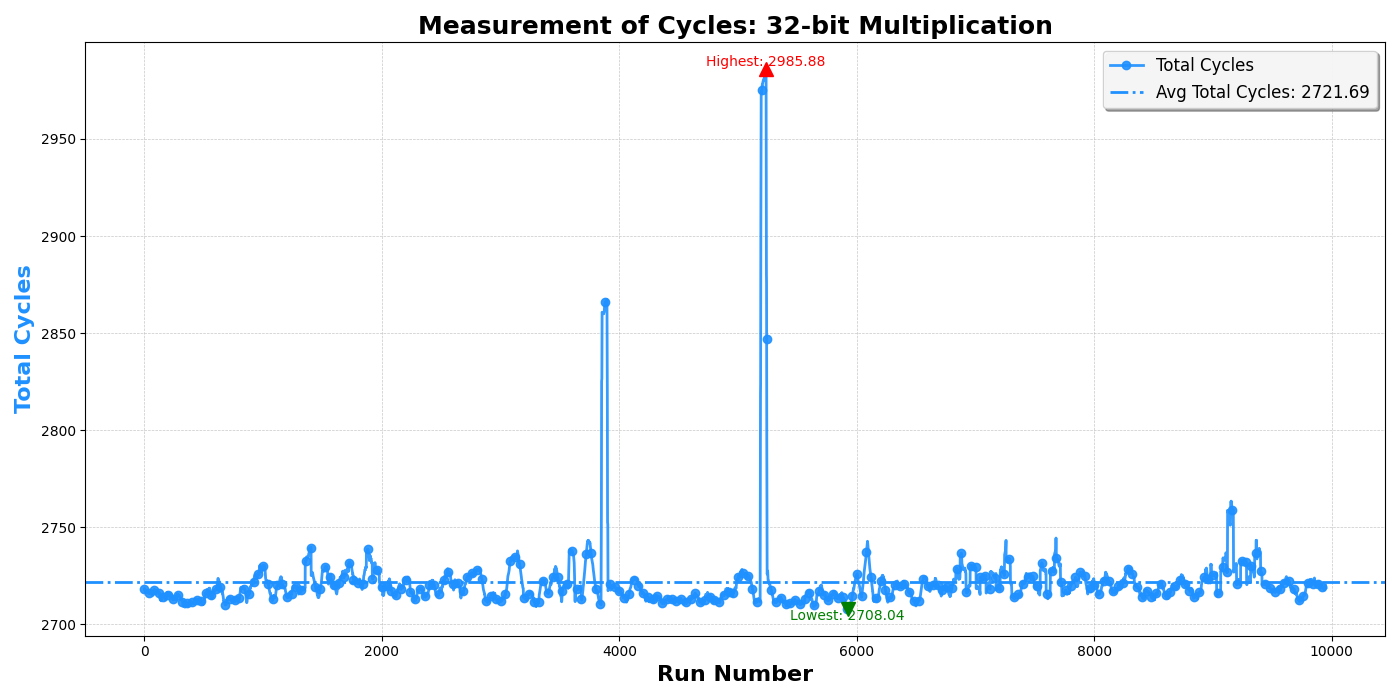 Measurement of Cycles: 32-bit Multiplication
Highest: 2985.88
Total Cycles
Avg Total Cycles: 2721.69
Total Cycles
2950
2900
2850
2800
2750
2700
Lowest: 2708.04
0
2000
4000
6000
8000
10000
Run Number